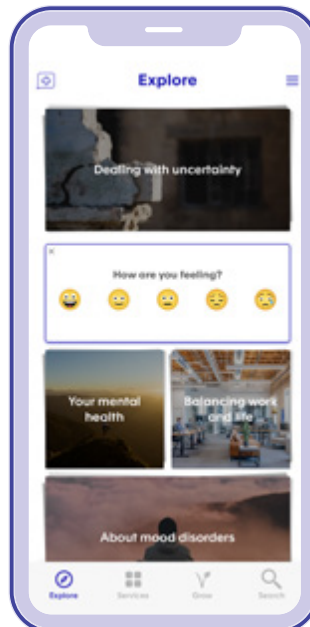 Explore
Dealing with uncertainty
How are you feeling?
Your mental
health
Balancing work
and life
About mood disorders
Explore
Services
Grow
Search